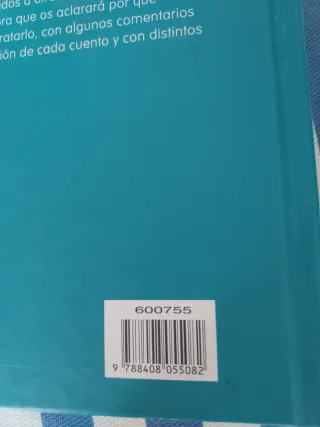 ora que os aclarará por qué
ratarlo, con algunos comentarios
ión de cada cuento y con distintos
600755
9 788408 055082